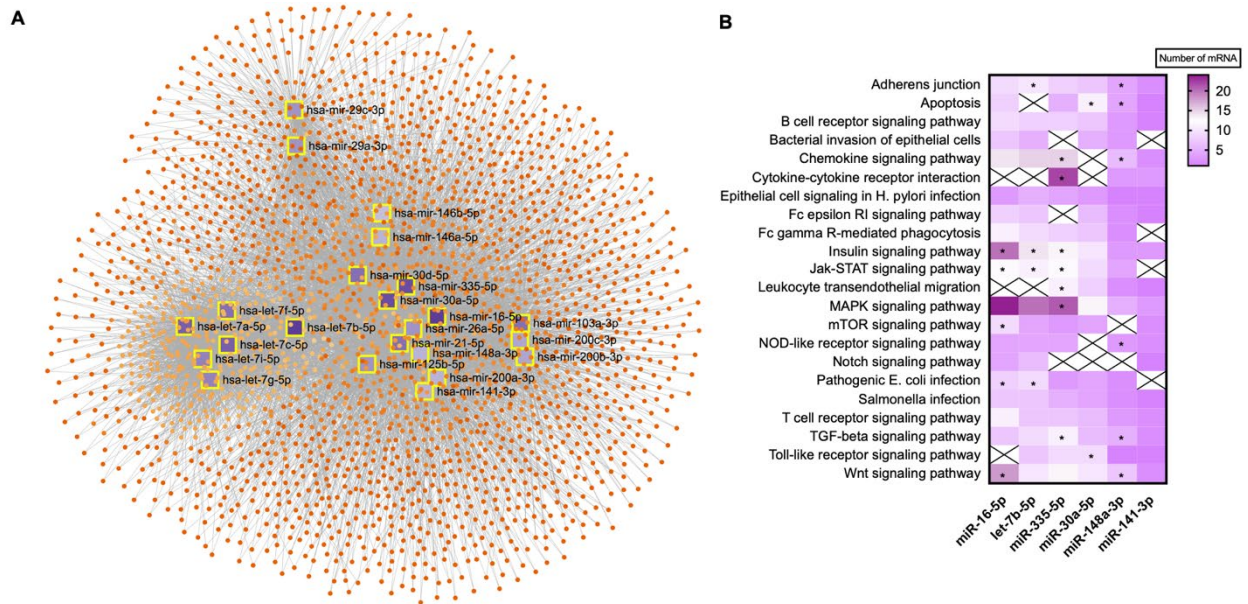 A
hsa-mir-29c-3p
hsa-mir-29a-3p
hsa-mir-146b-5p
hsa-mir-146a-5p
hsa-mir-30d-5p
hsa-mir-335-5p
hsa-mir-30a-5p
hsa-let-7f-5p
hsa-mir-16-5p
hsa-mir-103a-3p
hsa-let-7a-5p
hsa-let-7b-5p
hsa-mir-26a-5p
hsa-mir-200c-3p
hsa-let-7c-5p
hsa-mir-21-5p
hsa-mir-148a-3p
hsa-mir-200b-3p
hsa-let-7i-5p
hsa-mir-125b-5p
hsa-let-7g-5p
hsa-mir-200a-3p
hsa-mir-141-3p
B
Number of mRNA
20
15
10
5
Adherens junction * *
Apoptosis * *
B cell receptor signaling pathway
Bacterial invasion of epithelial cells
Chemokine signaling pathway * *
Cytokine-cytokine receptor interaction *
Epithelial cell signaling in H. pylori infection
Fc epsilon RI signaling pathway
Fc gamma R-mediated phagocytosis
Insulin signaling pathway * * *
Jak-STAT signaling pathway * * *
Leukocyte transendothelial migration *
MAPK signaling pathway *
mTOR signaling pathway *
NOD-like receptor signaling pathway *
Notch signaling pathway
Pathogenic E. coli infection * *
Salmonella infection
T cell receptor signaling pathway
TGF-beta signaling pathway * *
Toll-like receptor signaling pathway *
Wnt signaling pathway * *
miR-16-5p
let-7b-5p
miR-335-5p
miR-30a-5p
miR-148a-3p
miR-141-3p